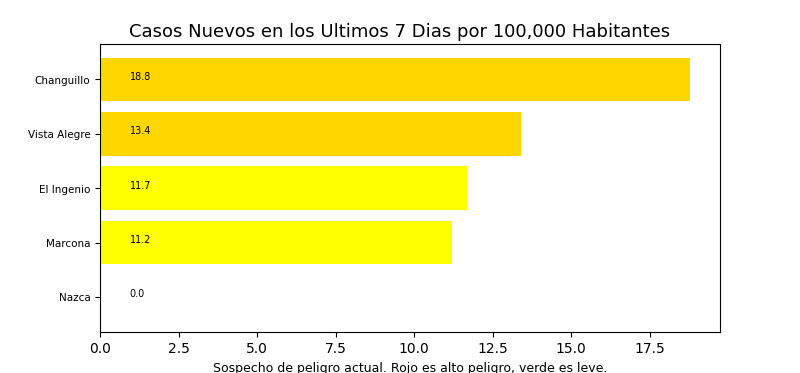 Casos Nuevos en los Ultimos 7 Dias por 100,000 Habitantes
Changuillo 18.8
Vista Alegre 13.4
El Ingenio 11.7
Marcona 11.2
Nazca 0.0
0.0 2.5 5.0 7.5 10.0 12.5 15.0 17.5
Sospecho de peligro actual. Rojo es alto peligro, verde es leve.